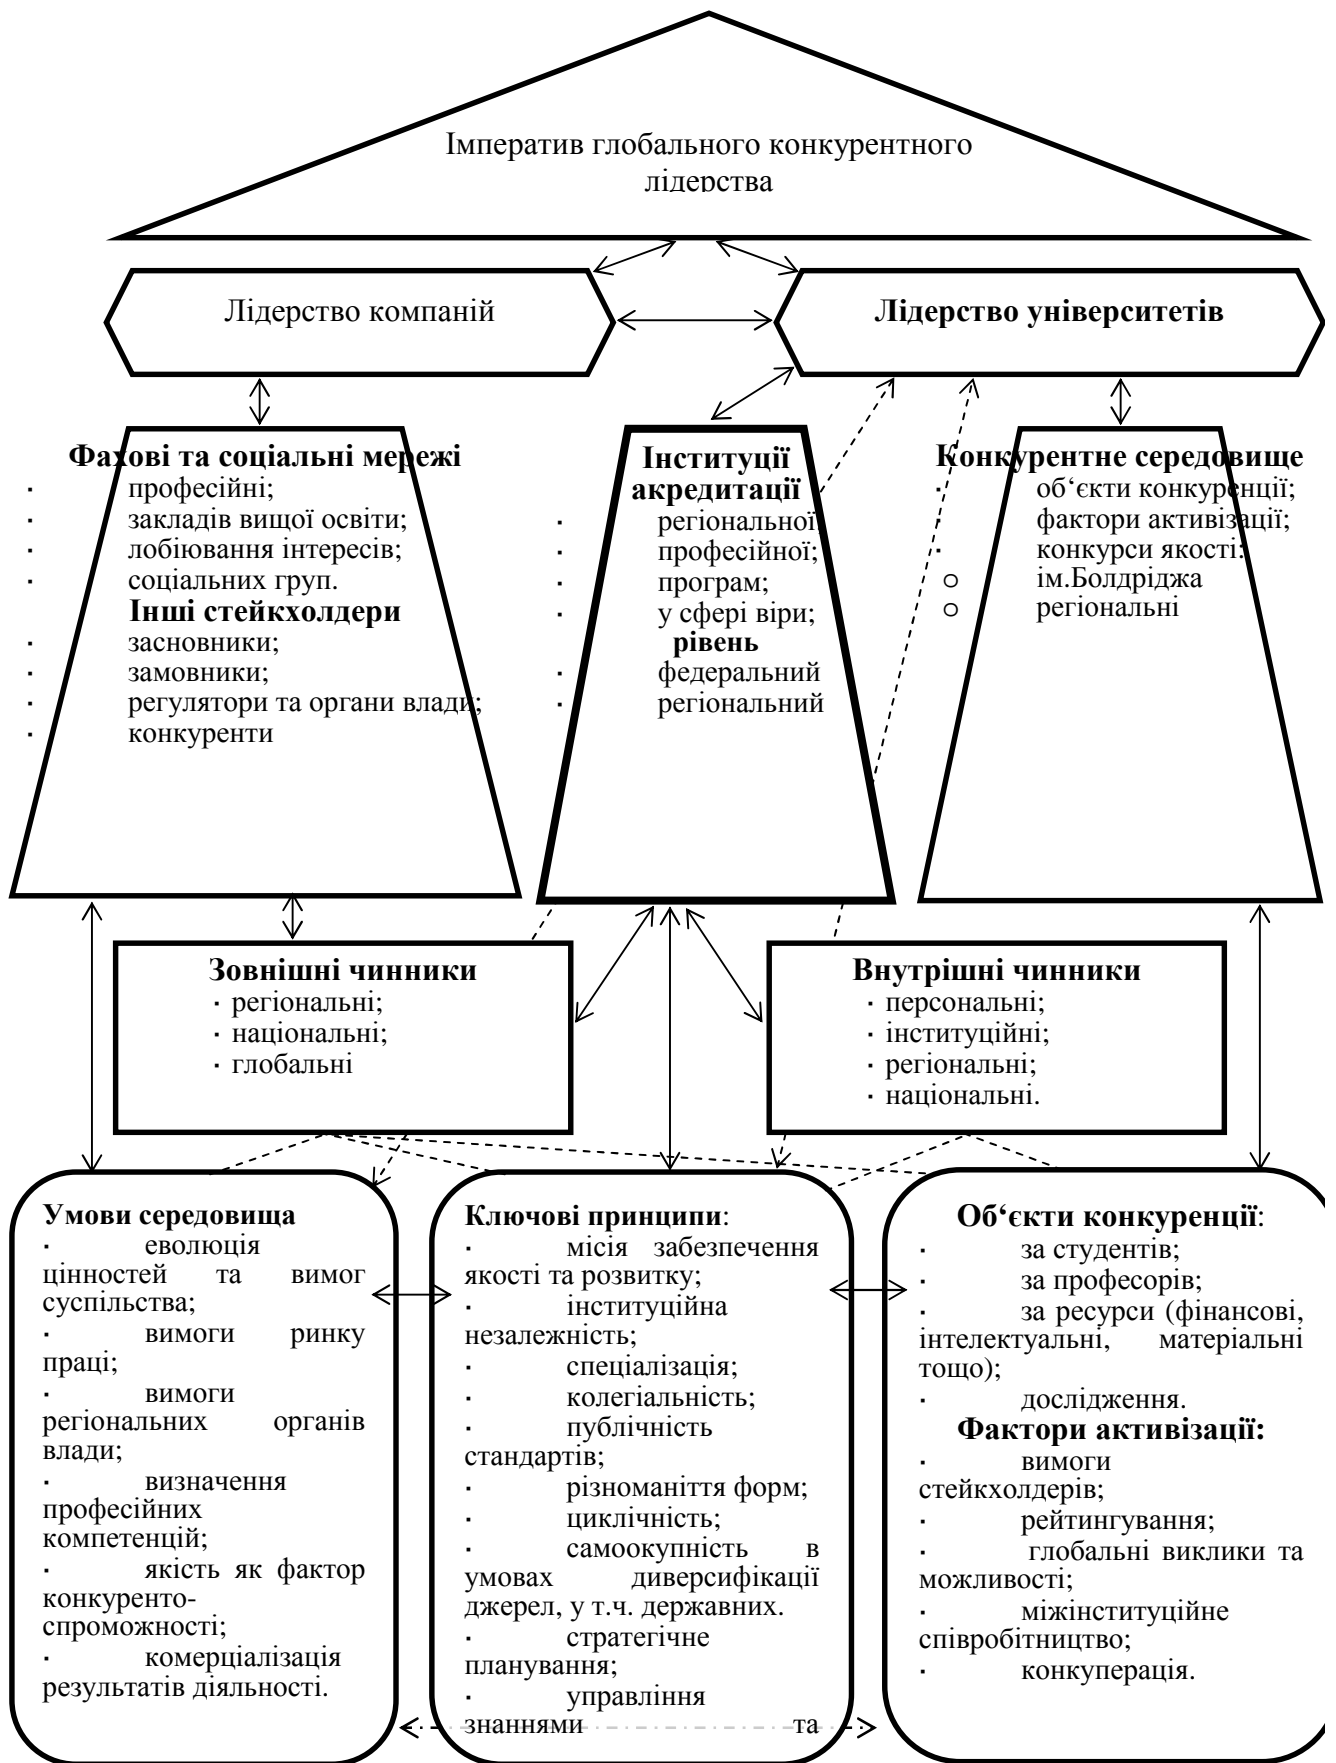 Імператив глобального конкурентного
лідерства
Лідерство компаній
Лідерство університетів
Фахові та соціальні мережі
· професійні;
· закладів вищої освіти;
· лобіювання інтересів;
· соціальних груп.
Інші стейкхолдери
· засновники;
· замовники;
· регулятори та органи влади;
· конкуренти
Інституції
акредитації
· регіональної;
· професійної;
· програм;
· у сфері віри;
рівень
· федеральний
· регіональний
Конкурентне середовище
· об‘єкти конкуренції;
· фактори активізації;
· конкурси якості:
o ім.Болдріджа
o регіональні
Зовнішні чинники
· регіональні;
· національні;
· глобальні
Внутрішні чинники
· персональні;
· інституційні;
· регіональні;
· національні.
Умови середовища
· еволюція
цінностей та вимог
суспільства;
· вимоги ринку
праці;
· вимоги
регіональних органів
влади;
· визначення
професійних
компетенцій;
· якість як фактор
конкуренто-
спроможності;
· комерціалізація
результатів діяльності.
Ключові принципи:
· місія забезпечення
якості та розвитку;
· інституційна
незалежність;
· спеціалізація;
· колегіальність;
· публічність
стандартів;
· різноманіття форм;
· циклічність;
· самоокупність в
умовах диверсифікації
джерел, у т.ч. державних.
· стратегічне
планування;
· управління
знаннями та
Об‘єкти конкуренції:
· за студентів;
· за професорів;
· за ресурси (фінансові,
інтелектуальні, матеріальні
тощо);
· дослідження.
Фактори активізації:
· вимоги
стейкхолдерів;
· рейтингування;
· глобальні виклики та
можливості;
· міжінституційне
співробітництво;
· конкуперація.